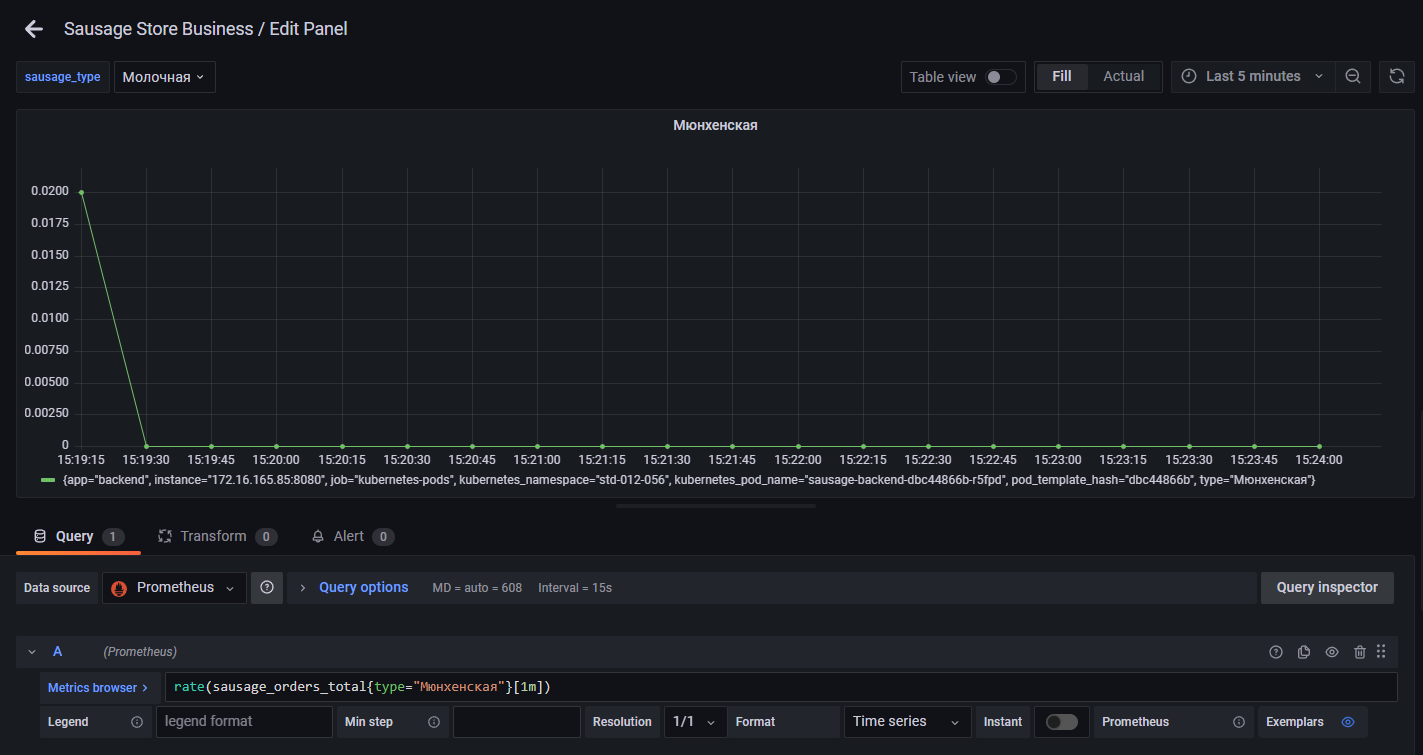 Sausage Store Business / Edit Panel
sausage_type Молочная Table view Fill Actual Last 5 minutes
Мюнхенская
0.0200
0.0175
0.0150
0.0125
0.0100
0.00750
0.00500
0.00250
0
15:19:15 15:19:30 15:19:45 15:20:00 15:20:15 15:20:30 15:20:45 15:21:00 15:21:15 15:21:30 15:21:45 15:22:00 15:22:15 15:22:30 15:22:45 15:23:00 15:23:15 15:23:30 15:23:45 15:24:00
{app="backend", instance="172.16.165.85:8080", job="kubernetes-pods", kubernetes_namespace="std-012-056", kubernetes_pod_name="sausage-backend-dbc44866b-r5fpd", pod_template_hash="dbc44866b", type="Мюнхенская"}
Query 1 Transform 0 Alert 0
Data source Prometheus Query options MD = auto = 608 Interval = 15s Query inspector
A (Prometheus)
Metrics browser rate(sausage_orders_total{type="Мюнхенская"}[1m])
Legend legend format Min step Resolution 1/1 Format Time series Instant Prometheus Exemplars